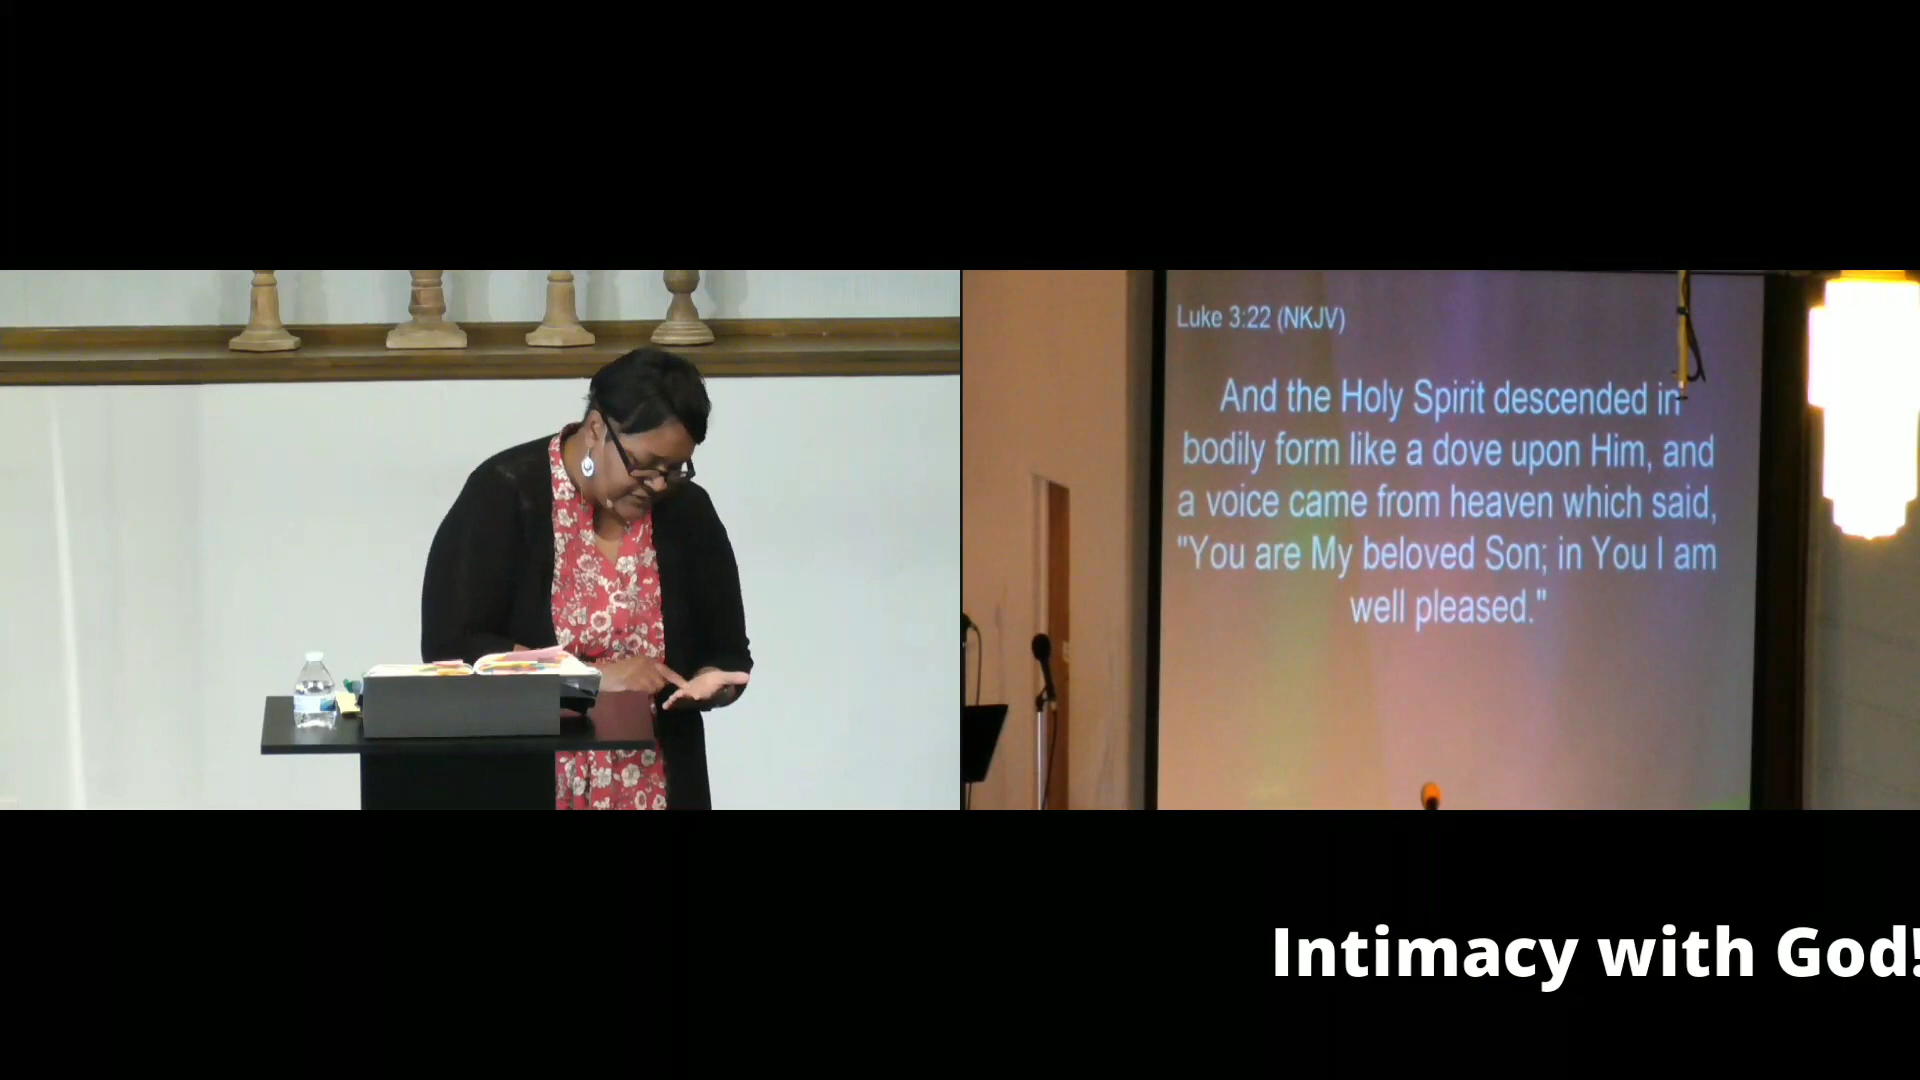 Luke 3:22 (NKJV)
And the Holy Spirit descended in
bodily form like a dove upon Him, and
a voice came from heaven which said,
"You are My beloved Son; in You I am
well pleased."
Intimacy with God!